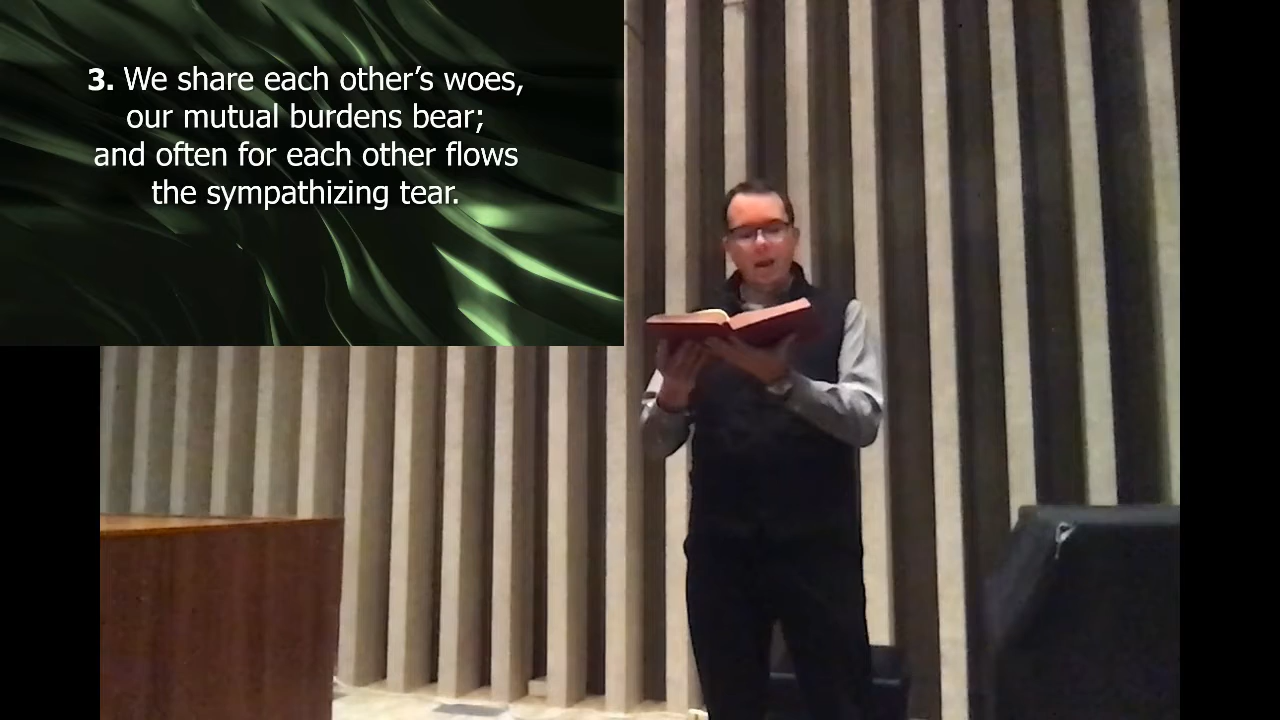 3. We share each other’s woes,
our mutual burdens bear;
and often for each other flows
the sympathizing tear.